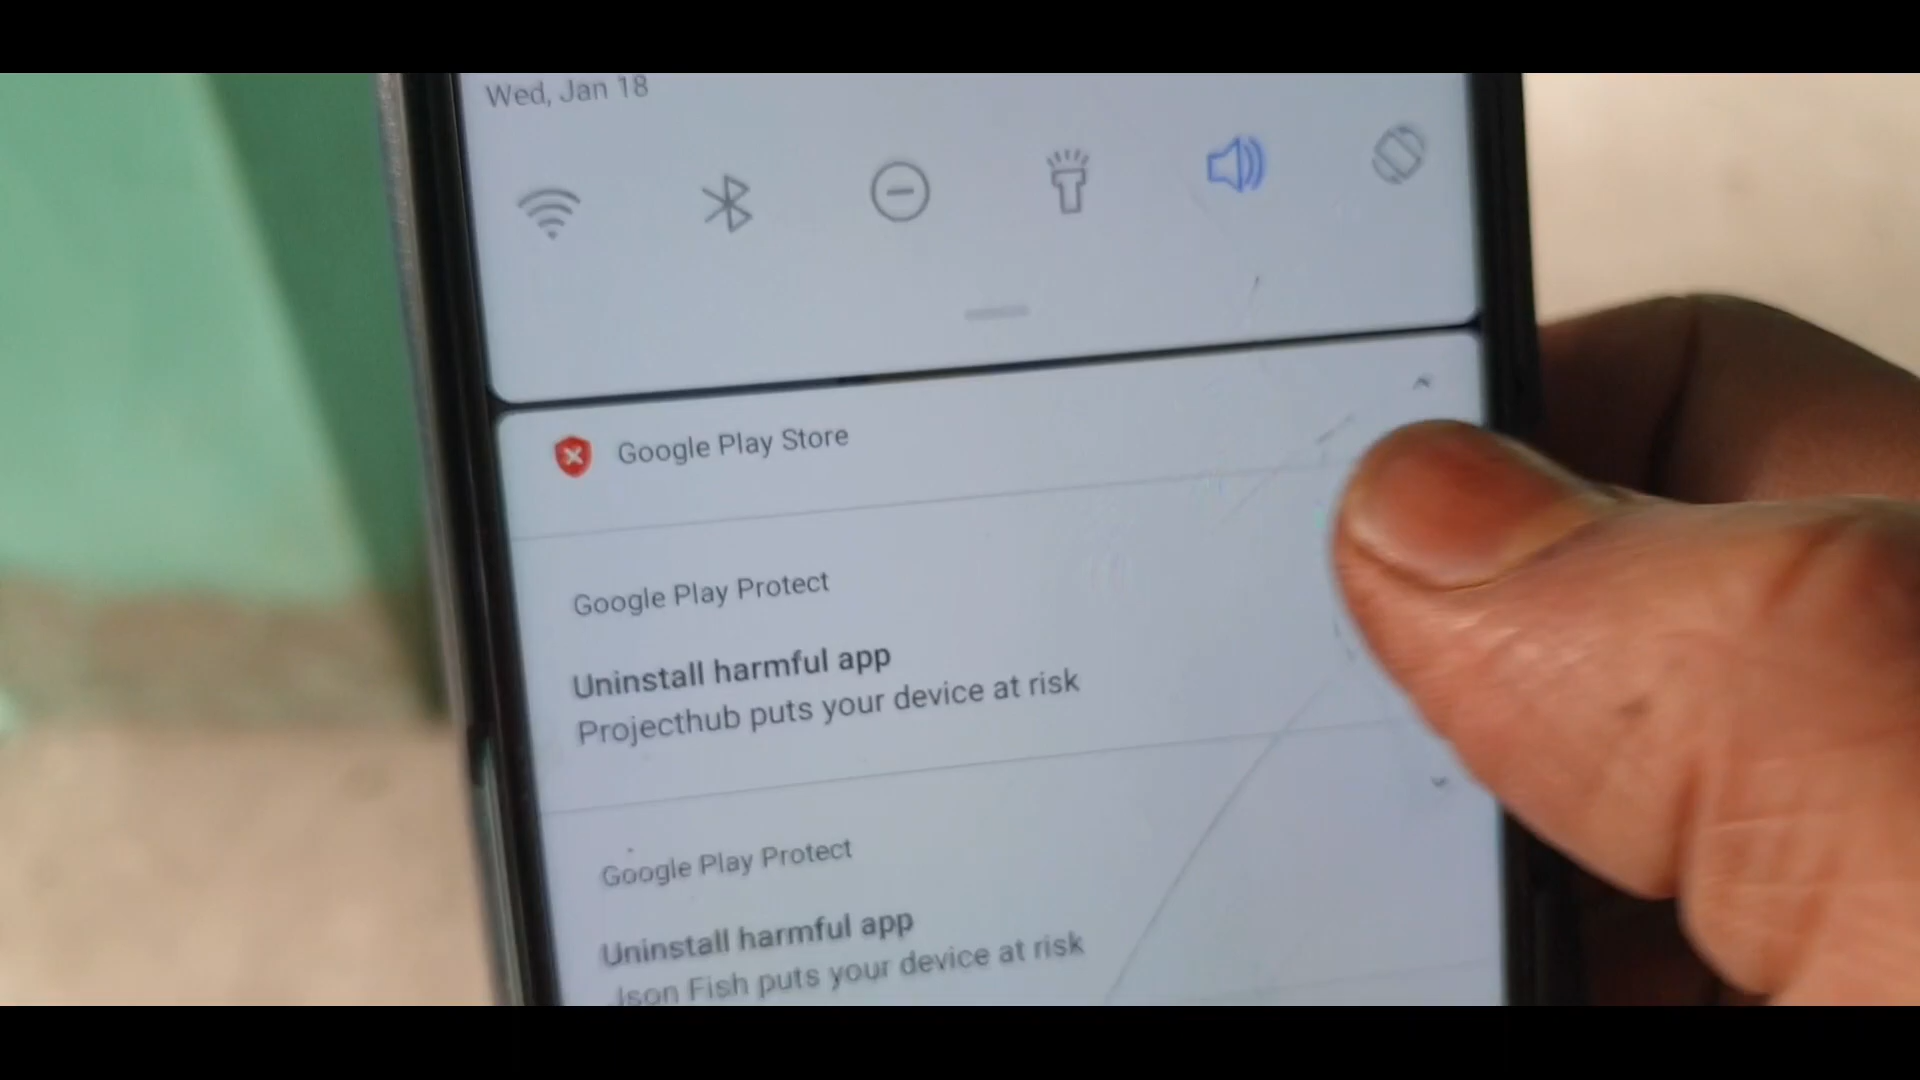 Wed, Jan 18
Google Play Store
Google Play Protect
Uninstall harmful app
Projecthub puts your device at risk
Google Play Protect
Uninstall harmful app
Json Fish puts your device at risk